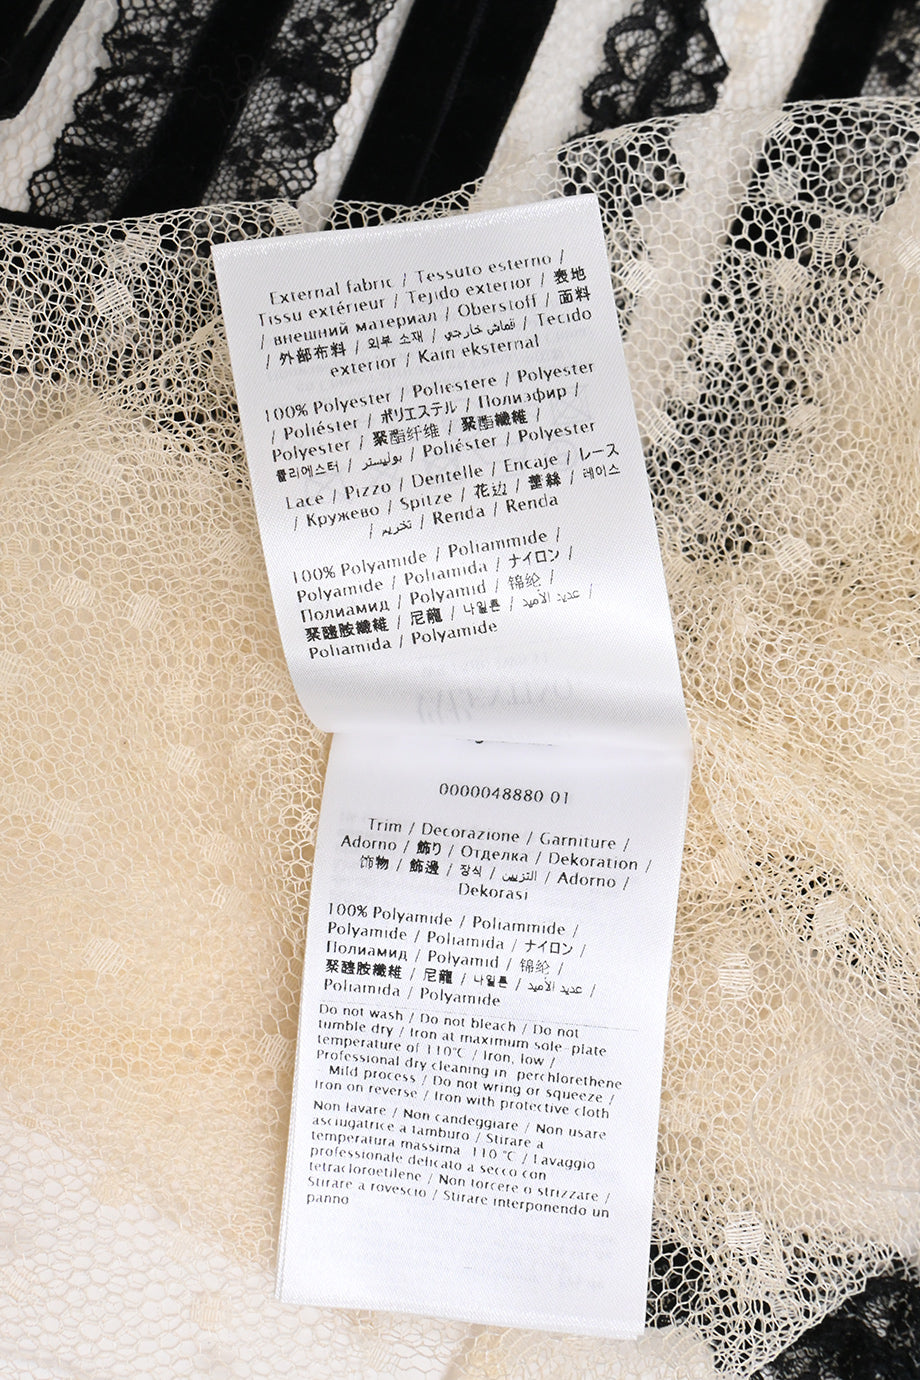 External fabric / Tessuto esterno /
Tissu extérieur / Tejido exterior / 表地
/ внешний материал / Oberstoff / 面料
/ 外部布料 / 외부 소재 / قماش خارجي / Tecido
exterior / Kain eksternal
100% Polyester / Poliestere / Polyester
/ Poliéster / ポリエステル / Полиэфир /
Polyester / 聚酯纤维 / 聚酯纖維 /
폴리에스터 / بوليستر / Poliéster / Polyester
Lace / Pizzo / Dentelle / Encaje / レース
/ Кружево / Spitze / 花边 / 蕾絲 / 레이스
/ تخريم / Renda / Renda
100% Polyamide / Poliammide /
Polyamide / Poliamida / ナイロン /
Полиамид / Polyamid / 锦纶 /
聚醯胺纖維 / 尼龍 / 나일론 / عديد الأميد /
Poliamida / Polyamide
0000048880 01
Trim / Decorazione / Garniture /
Adorno / 飾り / Отделка / Dekoration /
饰物 / 飾邊 / 장식 / التزيين / Adorno /
Dekorasi
100% Polyamide / Poliammide /
Polyamide / Poliamida / ナイロン /
Полиамид / Polyamid / 锦纶 /
聚醯胺纖維 / 尼龍 / 나일론 / عديد الأميد /
Poliamida / Polyamide
Do not wash / Do not bleach / Do not
tumble dry / Iron at maximum sole-plate
temperature of 110°C / Iron, low /
Professional dry cleaning in perchlorethene
- Mild process / Do not wring or squeeze /
Iron on reverse / Iron with protective cloth
Non lavare / Non candeggiare / Non usare
asciugatrice a tamburo / Stirare a
temperatura massima 110 °C / Lavaggio
professionale delicato a secco con
tetracloroetilene / Non torcere o strizzare /
Stirare a rovescio / Stirare interponendo un
panno